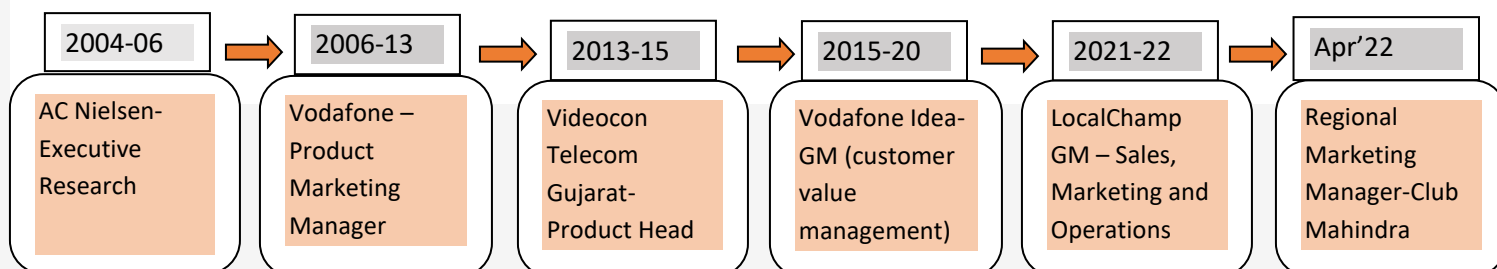 2004-06
AC Nielsen-
Executive
Research
2006-13
Vodafone –
Product
Marketing
Manager
2013-15
Videocon
Telecom
Gujarat-
Product Head
2015-20
Vodafone Idea-
GM (customer
value
management)
2021-22
LocalChamp
GM – Sales,
Marketing and
Operations
Apr’22
Regional
Marketing
Manager-Club
Mahindra